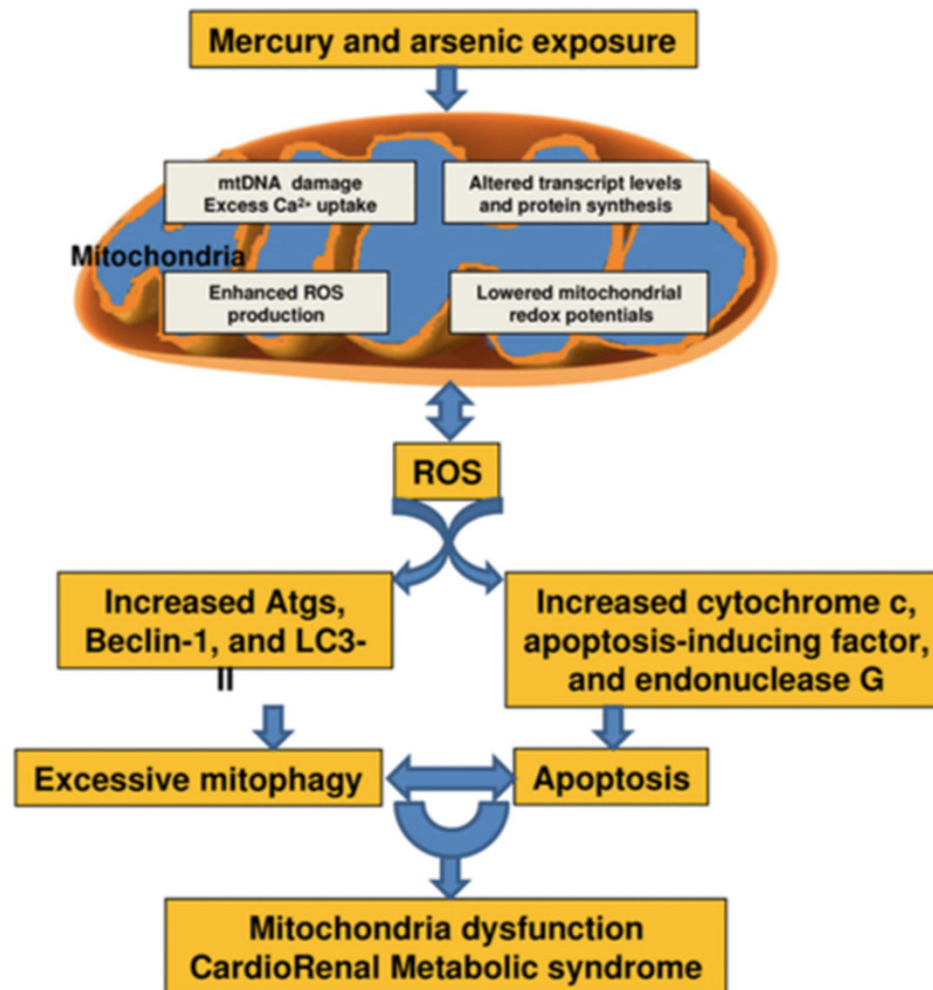 Mercury and arsenic exposure
mtDNA damage
Excess Ca²⁺ uptake
Altered transcript levels
and protein synthesis
Mitochondria
Enhanced ROS
production
Lowered mitochondrial
redox potentials
ROS
Increased Atgs,
Beclin-1, and LC3-
II
Increased cytochrome c,
apoptosis-inducing factor,
and endonuclease G
Excessive mitophagy
Apoptosis
Mitochondria dysfunction
CardioRenal Metabolic syndrome